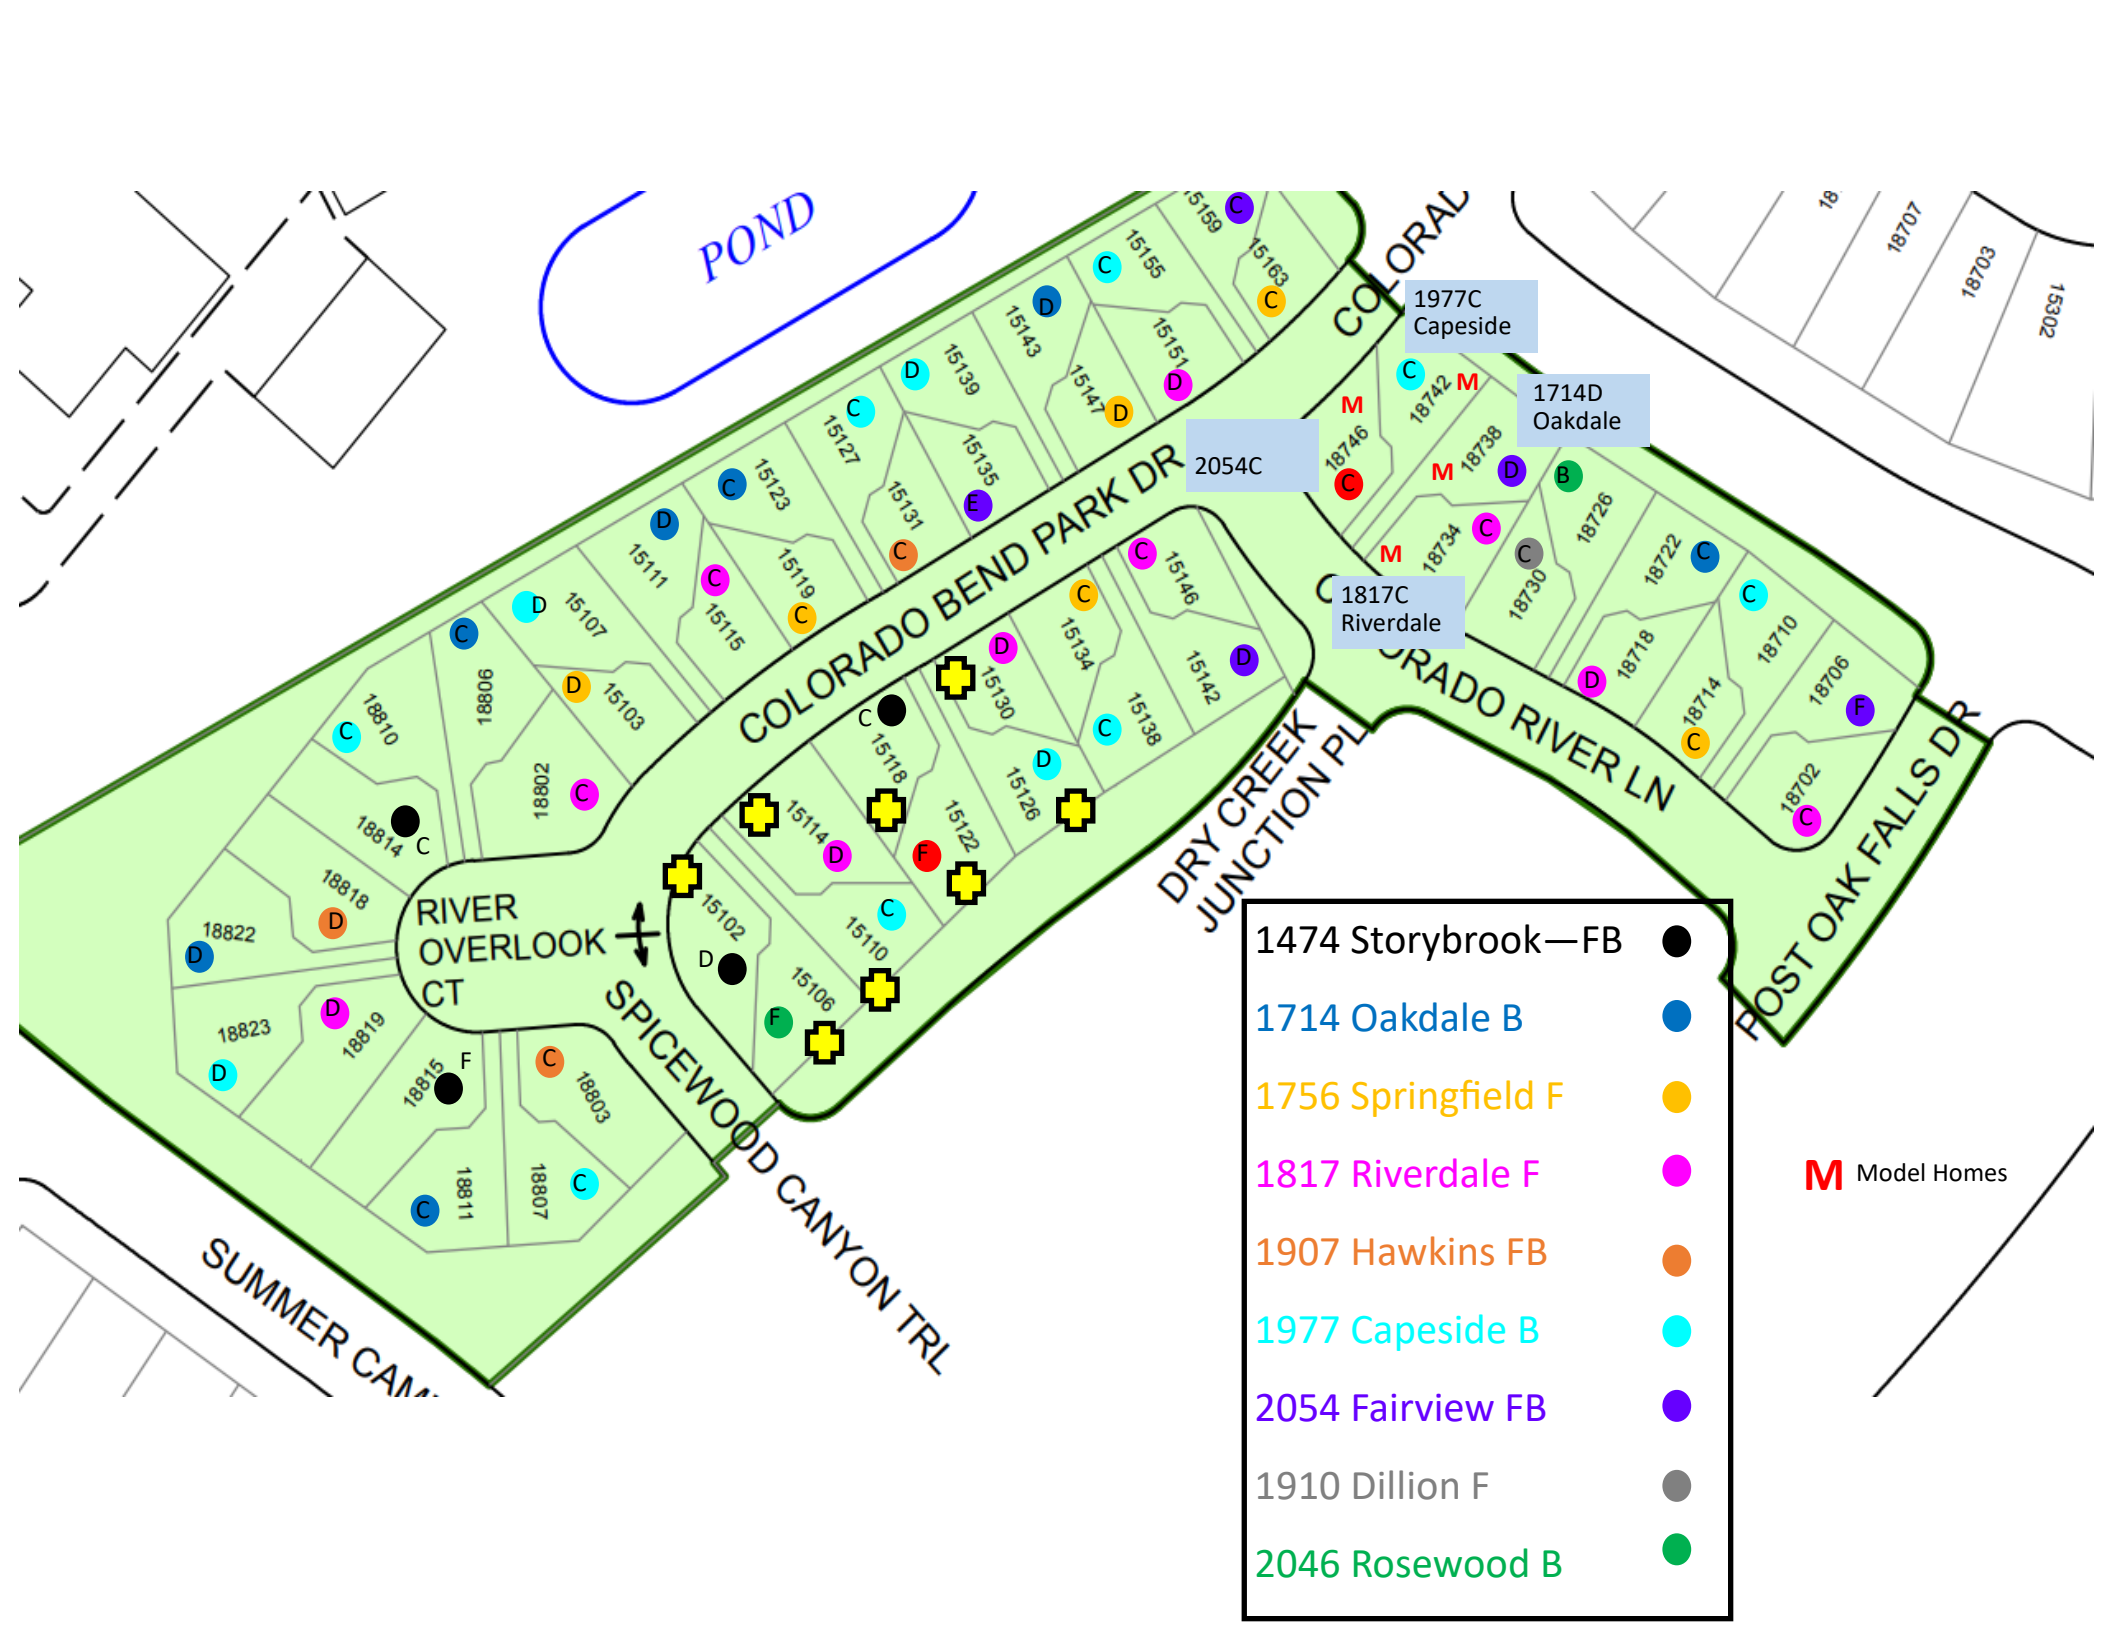 POND
COLORAD
18
18707
18703
15302
15159
C
15163
C
15155
C
15143
D
15151
D
15147
D
15139
D
15127
C
15135
E
15131
C
15123
C
15119
C
15111
D
15115
C
15107
D
15103
D
18806
C
18802
C
18810
C
18814
C
18818
D
18822
D
18823
D
18819
D
18815
F
18811
C
18807
C
18803
C
RIVER
OVERLOOK
CT
COLORADO BEND PARK DR
1977C
Capeside
1714D
Oakdale
2054C
1817C
Riverdale
M
18746
C
C
18742
M
M
18738
D
M
18734
C
B
18726
C
18730
18722
C
18718
D
C
18710
18714
C
18706
F
18702
C
C
15146
15142
D
C
15134
C
15138
D
15130
D
15126
C
15118
15122
F
15114
D
C
15110
15102
D
15106
F
C
ORADO RIVER LN
DRY CREEK
JUNCTION PL
POST OAK FALLS DR
SPICEWOOD CANYON TRL
SUMMER CAM
1474 Storybrook—FB
1714 Oakdale B
1756 Springfield F
1817 Riverdale F
1907 Hawkins FB
1977 Capeside B
2054 Fairview FB
1910 Dillion F
2046 Rosewood B
M Model Homes